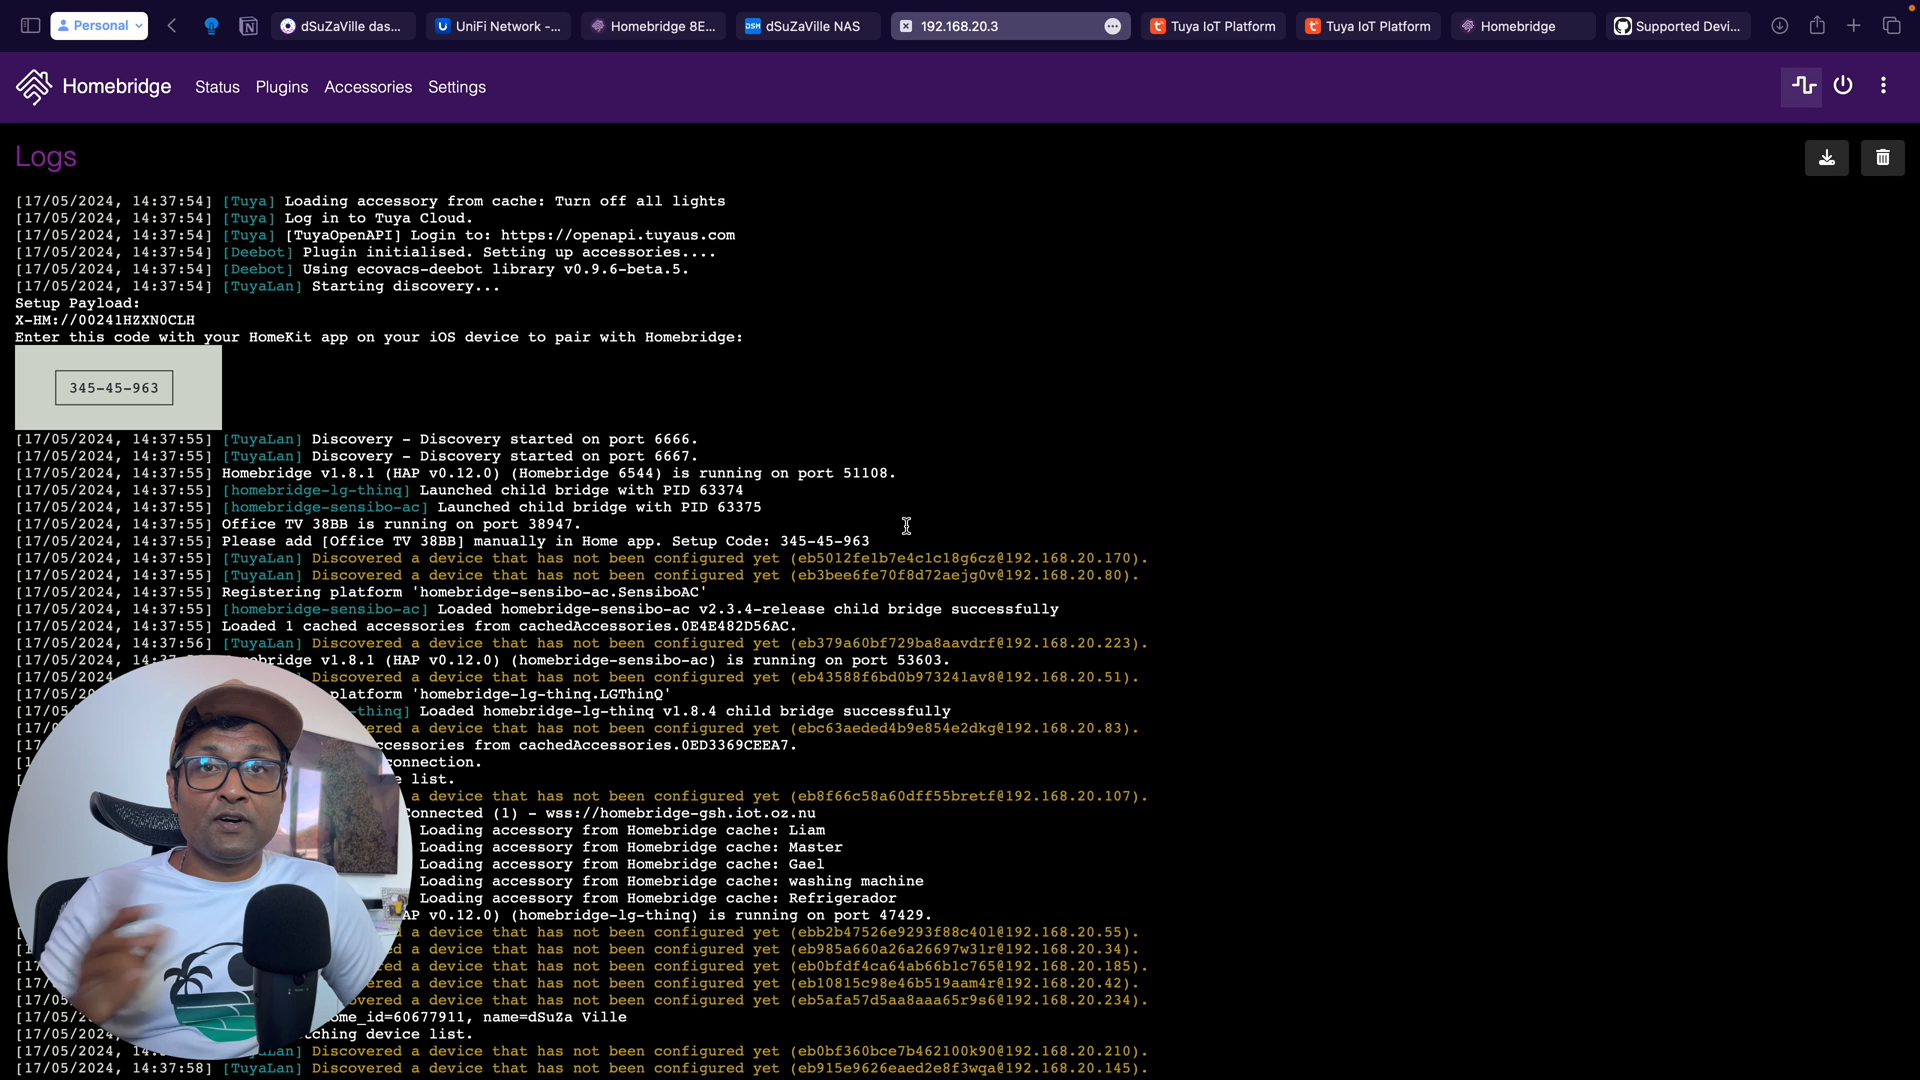 Personal
dSuZaVille das...
UniFi Network -...
Homebridge 8E...
DSM
dSuZaVille NAS
192.168.20.3
Tuya IoT Platform
Tuya IoT Platform
Homebridge
Supported Devi...
Homebridge
Status
Plugins
Accessories
Settings
Logs
[17/05/2024, 14:37:54] [Tuya] Loading accessory from cache: Turn off all lights
[17/05/2024, 14:37:54] [Tuya] Log in to Tuya Cloud.
[17/05/2024, 14:37:54] [Tuya] [TuyaOpenAPI] Login to: https://openapi.tuyaus.com
[17/05/2024, 14:37:54] [Deebot] Plugin initialised. Setting up accessories....
[17/05/2024, 14:37:54] [Deebot] Using ecovacs-deebot library v0.9.6-beta.5.
[17/05/2024, 14:37:54] [TuyaLan] Starting discovery...
Setup Payload:
X-HM://00241HZXN0CLH
Enter this code with your HomeKit app on your iOS device to pair with Homebridge:
345-45-963
[17/05/2024, 14:37:55] [TuyaLan] Discovery - Discovery started on port 6666.
[17/05/2024, 14:37:55] [TuyaLan] Discovery - Discovery started on port 6667.
[17/05/2024, 14:37:55] Homebridge v1.8.1 (HAP v0.12.0) (Homebridge 6544) is running on port 51108.
[17/05/2024, 14:37:55] [homebridge-lg-thinq] Launched child bridge with PID 63374
[17/05/2024, 14:37:55] [homebridge-sensibo-ac] Launched child bridge with PID 63375
[17/05/2024, 14:37:55] Office TV 38BB is running on port 38947.
[17/05/2024, 14:37:55] Please add [Office TV 38BB] manually in Home app. Setup Code: 345-45-963
[17/05/2024, 14:37:55] [TuyaLan] Discovered a device that has not been configured yet (eb5012fe1b7e4c1c18g6cz@192.168.20.170).
[17/05/2024, 14:37:55] [TuyaLan] Discovered a device that has not been configured yet (eb3bee6fe70f8d72aejg0v@192.168.20.80).
[17/05/2024, 14:37:55] Registering platform 'homebridge-sensibo-ac.SensiboAC'
[17/05/2024, 14:37:55] [homebridge-sensibo-ac] Loaded homebridge-sensibo-ac v2.3.4-release child bridge successfully
[17/05/2024, 14:37:55] Loaded 1 cached accessories from cachedAccessories.0E4E482D56AC.
[17/05/2024, 14:37:56] [TuyaLan] Discovered a device that has not been configured yet (eb379a60bf729ba8aavdrf@192.168.20.223).
[17/05/2024, 14:37: ebridge v1.8.1 (HAP v0.12.0) (homebridge-sensibo-ac) is running on port 53603.
[17/05/2024, Discovered a device that has not been configured yet (eb43588f6bd0b973241av8@192.168.20.51).
[17/05/20 platform 'homebridge-lg-thinq.LGThinQ'
[17/05 -thinq] Loaded homebridge-lg-thinq v1.8.4 child bridge successfully
[17/0 vered a device that has not been configured yet (ebc63aeded4b9e854e2dkg@192.168.20.83).
[17/ ccessories from cachedAccessories.0ED3369CEEA7.
[1 onnection.
[ e list.
a device that has not been configured yet (eb8f66c58a60dff55bretf@192.168.20.107).
Connected (1) - wss://homebridge-gsh.iot.oz.nu
Loading accessory from Homebridge cache: Liam
Loading accessory from Homebridge cache: Master
Loading accessory from Homebridge cache: Gael
Loading accessory from Homebridge cache: washing machine
Loading accessory from Homebridge cache: Refrigerador
AP v0.12.0) (homebridge-lg-thinq) is running on port 47429.
[ d a device that has not been configured yet (ebb2b47526e9293f88c40l@192.168.20.55).
[1 d a device that has not been configured yet (eb985a660a26a26697w31r@192.168.20.34).
[17 ed a device that has not been configured yet (eb0bfdf4ca64ab66b1c765@192.168.20.185).
[17/ ered a device that has not been configured yet (eb10815c98e46b519aam4r@192.168.20.42).
[17/05 overed a device that has not been configured yet (eb5afa57d5aa8aaa65r9s6@192.168.20.234).
[17/05/ ome_id=60677911, name=dSuZa Ville
[17/05/2024, tching device list.
[17/05/2024, 14: yaLan] Discovered a device that has not been configured yet (eb0bf360bce7b462100k90@192.168.20.210).
[17/05/2024, 14:37:58] [TuyaLan] Discovered a device that has not been configured yet (eb915e9626eaed2e8f3wqa@192.168.20.145).